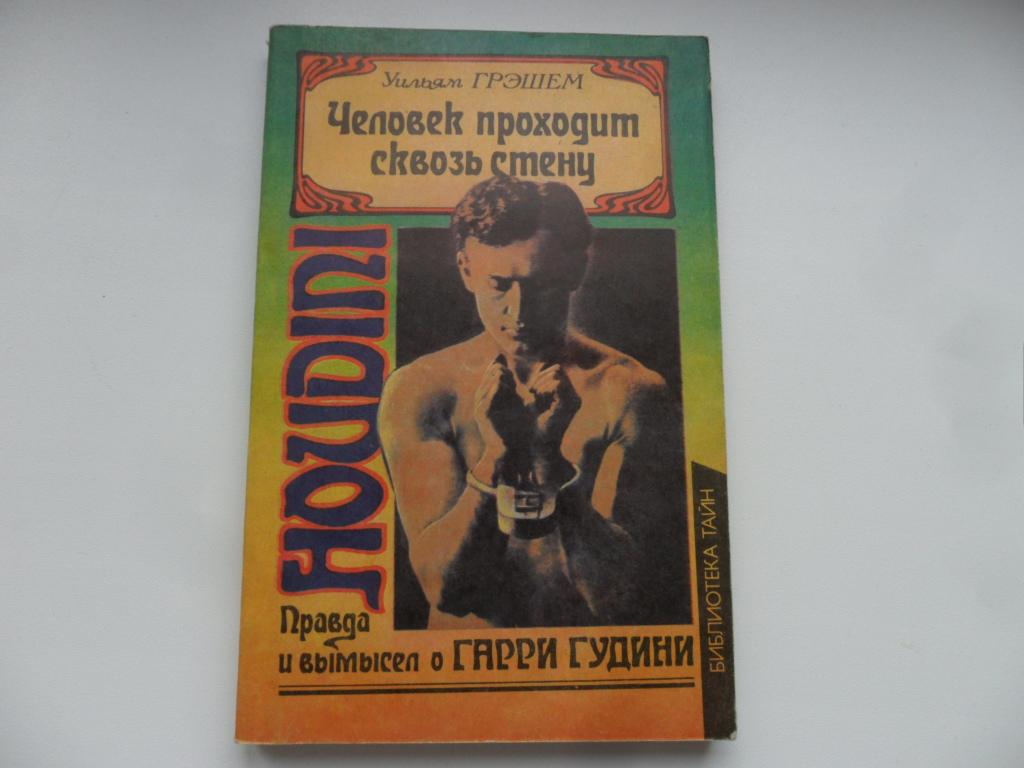 Уильям ГРЭШЕМ
Человек проходит
сквозь стену
HOUDINI
Правда
и вымысел о ГАРРИ ГУДИНИ
БИБЛИОТЕКА ТАЙН